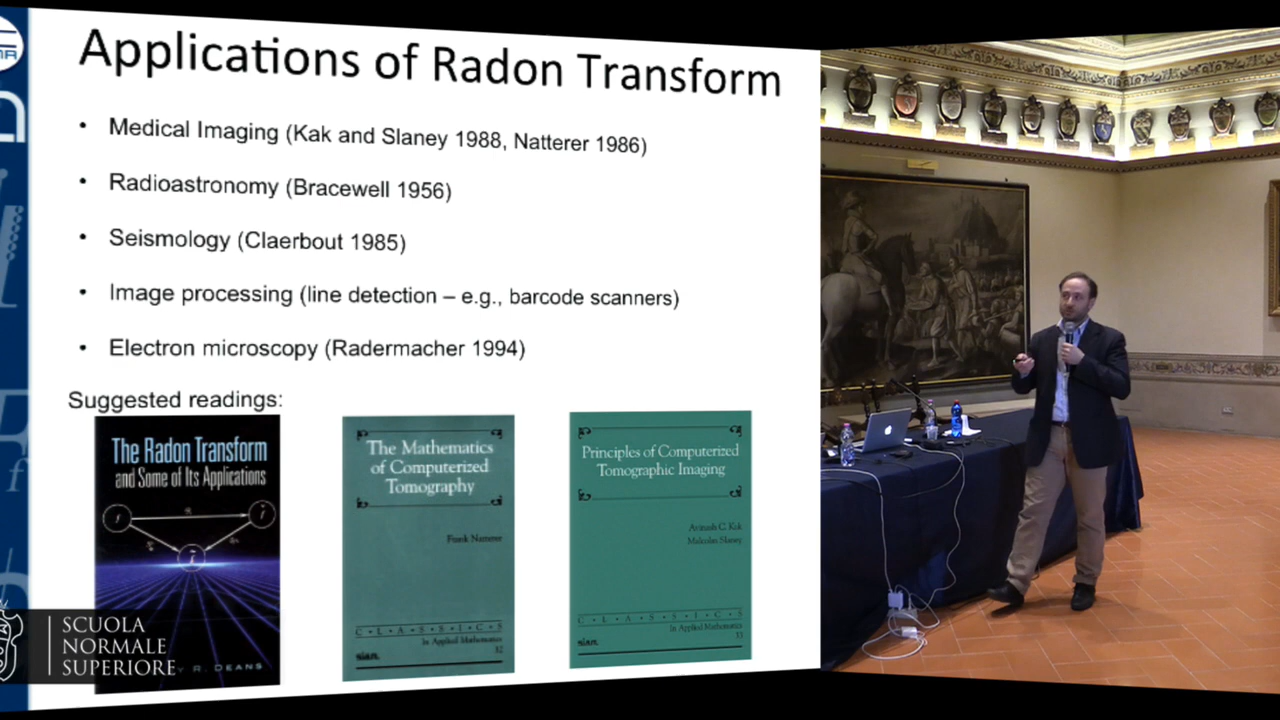 Applications of Radon Transform
• Medical Imaging (Kak and Slaney 1988, Natterer 1986)
• Radioastronomy (Bracewell 1956)
• Seismology (Claerbout 1985)
• Image processing (line detection – e.g., barcode scanners)
• Electron microscopy (Radermacher 1994)
Suggested readings:
The Radon Transform
and Some of Its Applications
R. DEANS
The Mathematics
of Computerized
Tomography
Frank Natterer
C•L•A•S•S•I•C•S
In Applied Mathematics
32
siam
Principles of Computerized
Tomographic Imaging
Avinash C. Kak
Malcolm Slaney
C•L•A•S•S•I•C•S
In Applied Mathematics
33
siam
SCUOLA
NORMALE
SUPERIORE